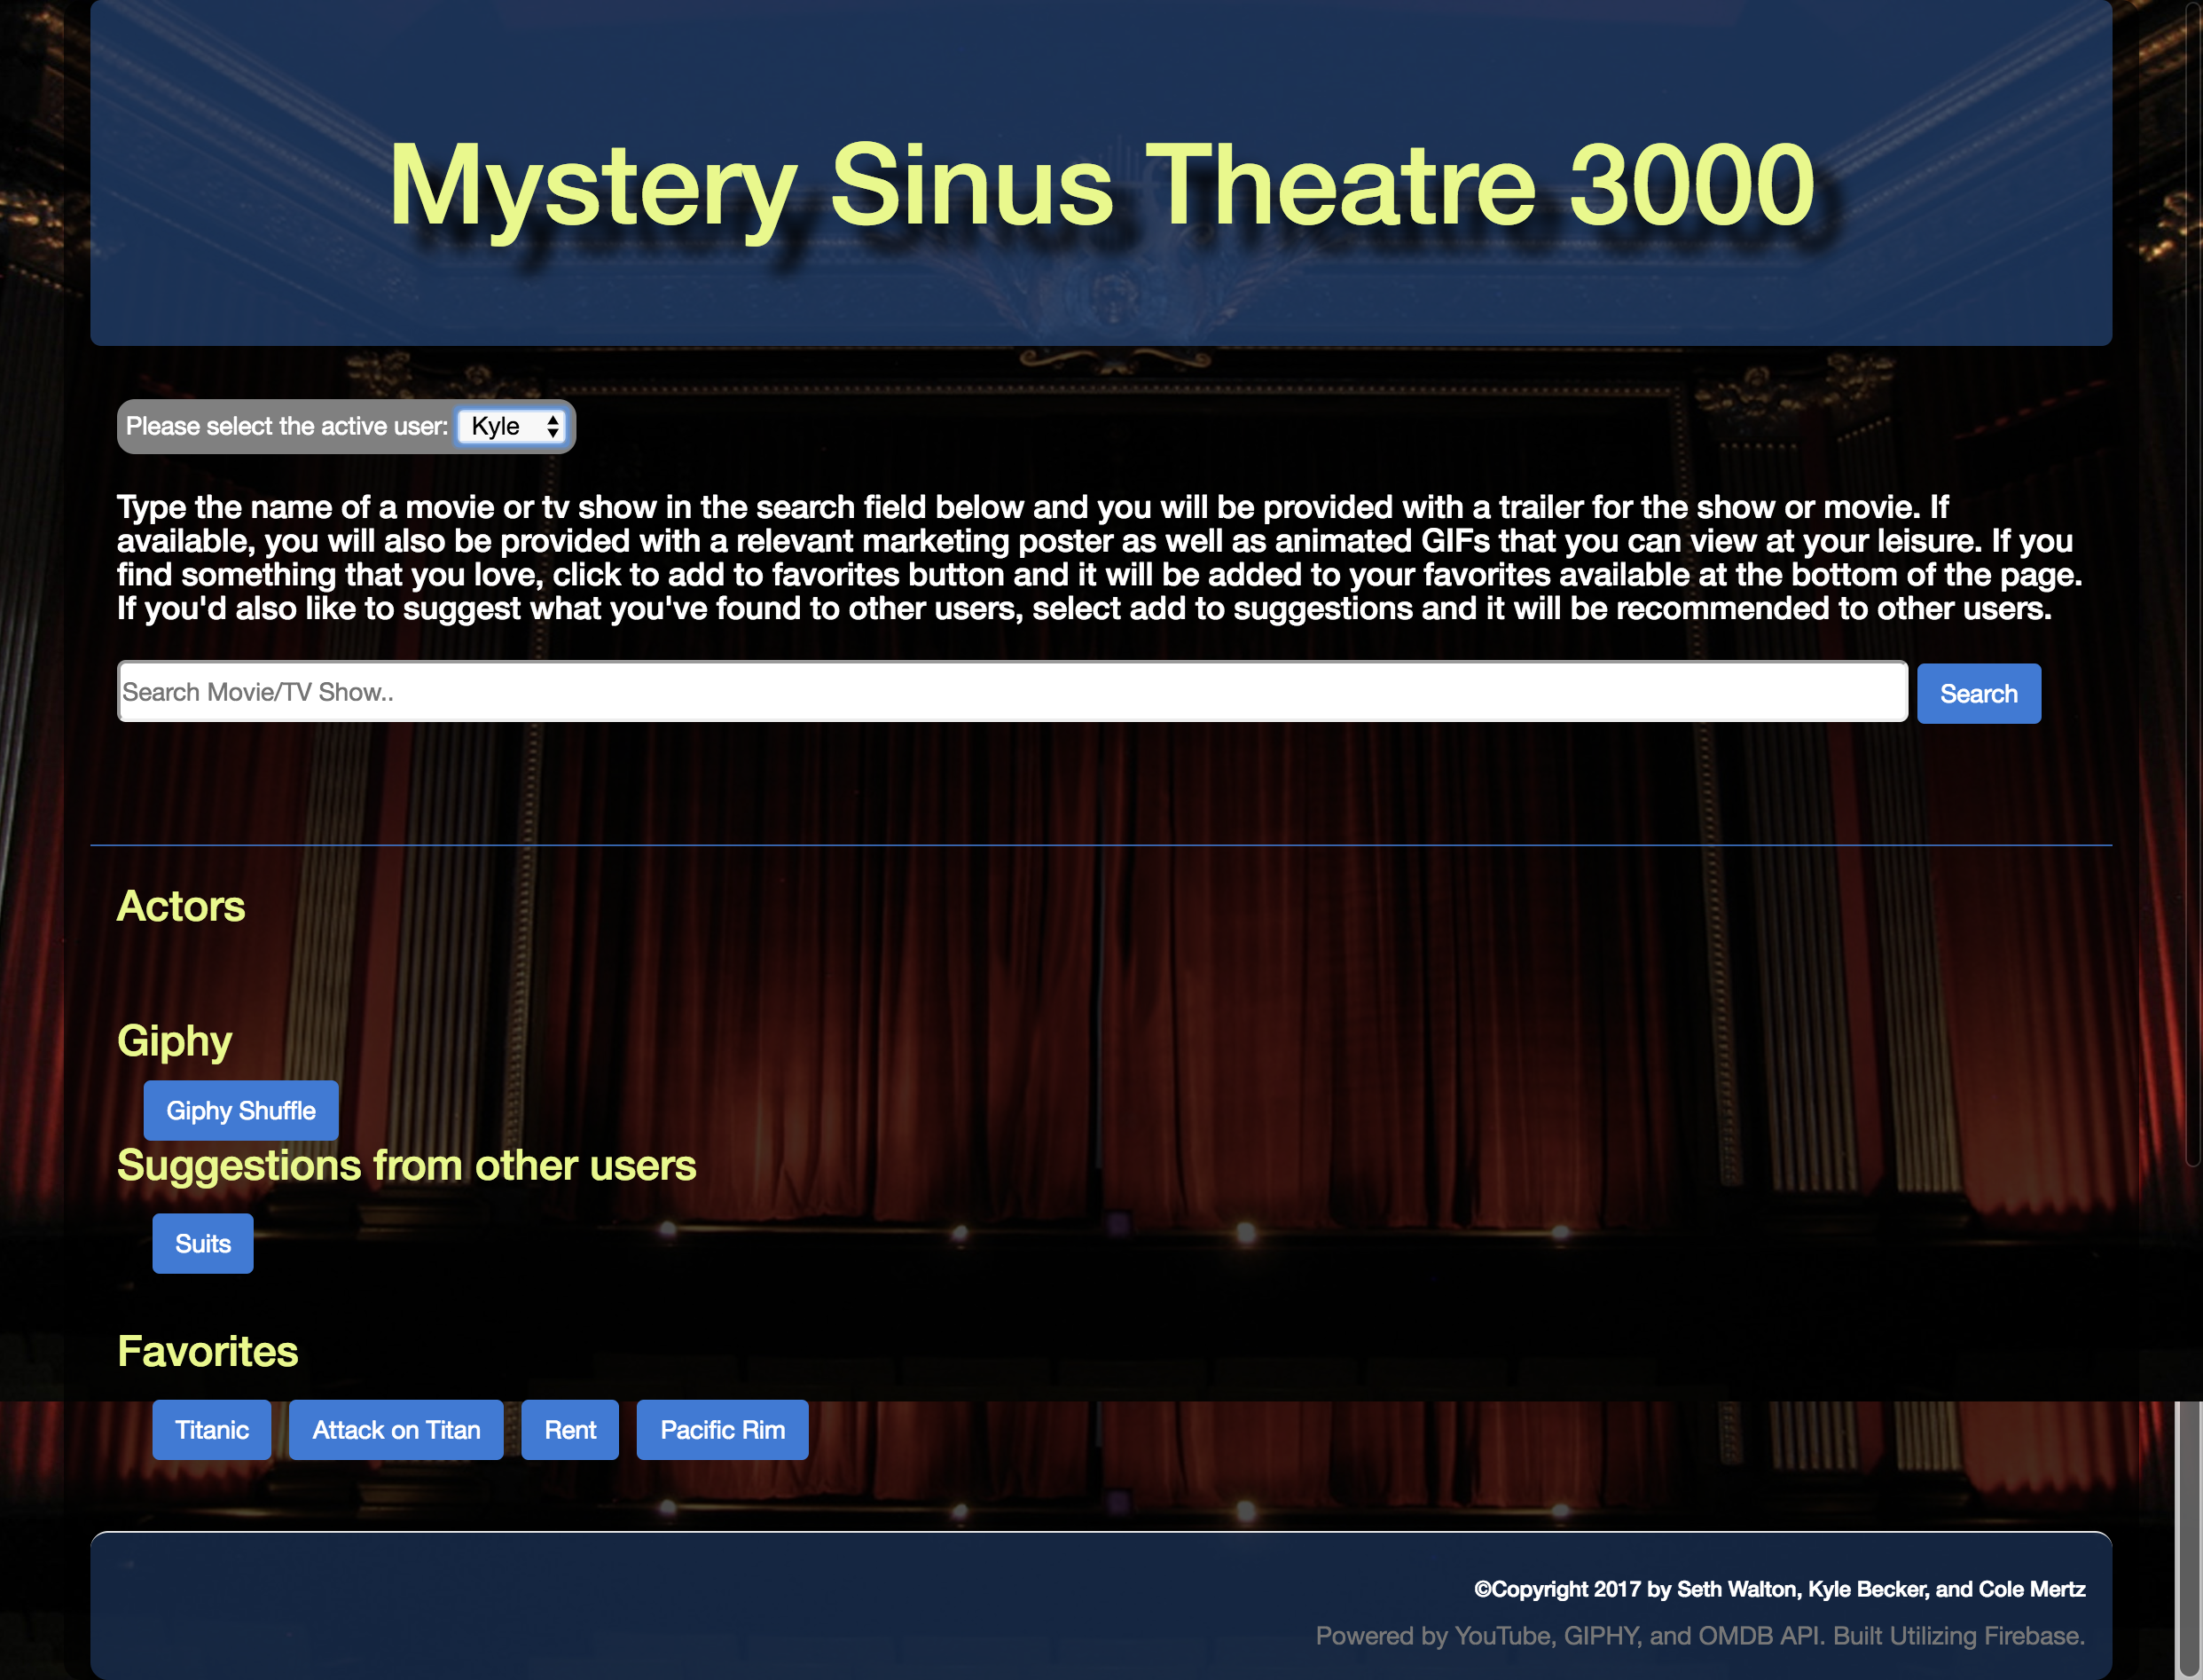 Mystery Sinus Theatre 3000
Please select the active user: Kyle
Type the name of a movie or tv show in the search field below and you will be provided with a trailer for the show or movie. If
available, you will also be provided with a relevant marketing poster as well as animated GIFs that you can view at your leisure. If you
find something that you love, click to add to favorites button and it will be added to your favorites available at the bottom of the page.
If you'd also like to suggest what you've found to other users, select add to suggestions and it will be recommended to other users.
Search Movie/TV Show.. Search
Actors
Giphy
Giphy Shuffle
Suggestions from other users
Suits
Favorites
Titanic Attack on Titan Rent Pacific Rim
©Copyright 2017 by Seth Walton, Kyle Becker, and Cole Mertz
Powered by YouTube, GIPHY, and OMDB API. Built Utilizing Firebase.